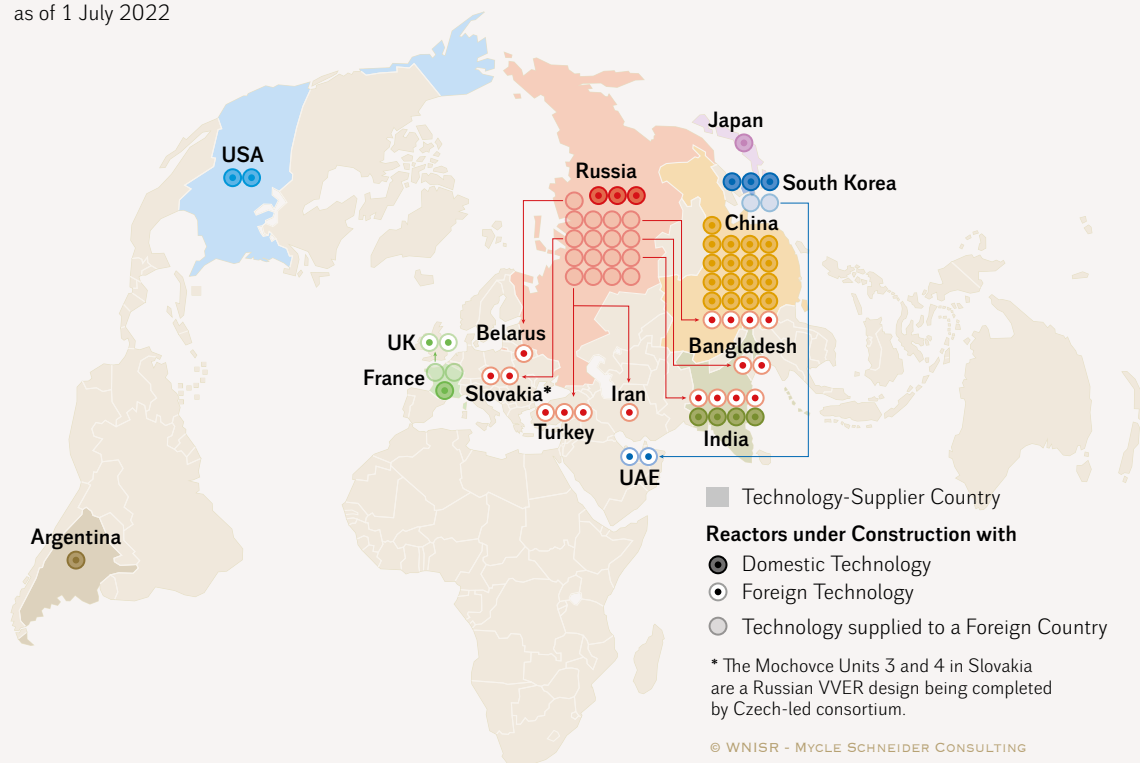 as of 1 July 2022
Japan
USA
Russia
South Korea
China
UK
Belarus
Bangladesh
France
Slovakia*
Iran
Turkey
India
UAE
Argentina
Technology-Supplier Country
Reactors under Construction with
Domestic Technology
Foreign Technology
Technology supplied to a Foreign Country
* The Mochovce Units 3 and 4 in Slovakia
are a Russian VVER design being completed
by Czech-led consortium.
© WNISR - Mycle Schneider Consulting